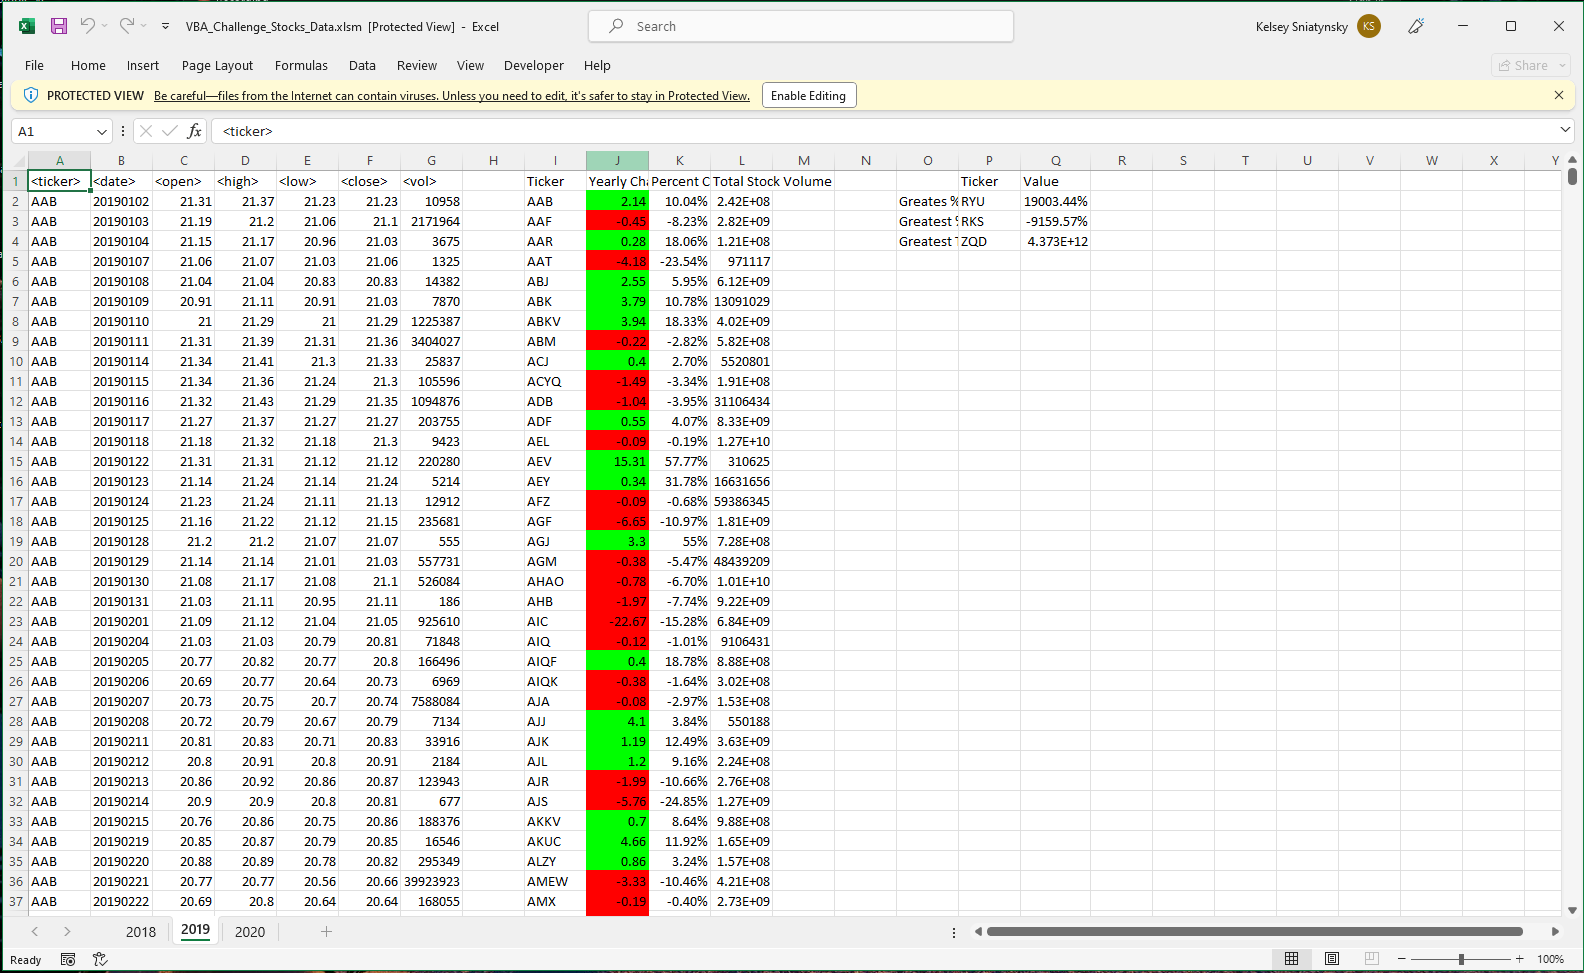 VBA_Challenge_Stocks_Data.xlsm [Protected View] - Excel
Search
Kelsey Sniatynsky KS
File Home Insert Page Layout Formulas Data Review View Developer Help
Share
PROTECTED VIEW Be careful—files from the Internet can contain viruses. Unless you need to edit, it's safer to stay in Protected View. Enable Editing
A1 fx <ticker>
A B C D E F G H I J K L M N O P Q R S T U V W X Y
1 <ticker> <date> <open> <high> <low> <close> <vol> Ticker Yearly Cha Percent C Total Stock Volume Ticker Value
2 AAB 20190102 21.31 21.37 21.23 21.23 10958 AAB 2.14 10.04% 2.42E+08 Greates % RYU 19003.44%
3 AAB 20190103 21.19 21.2 21.06 21.1 2171964 AAF -0.45 -8.23% 2.82E+09 Greatest RKS -9159.57%
4 AAB 20190104 21.15 21.17 20.96 21.03 3675 AAR 0.28 18.06% 1.21E+08 Greatest ZQD 4.373E+12
5 AAB 20190107 21.06 21.07 21.03 21.06 1325 AAT -4.18 -23.54% 971117
6 AAB 20190108 21.04 21.04 20.83 20.83 14382 ABJ 2.55 5.95% 6.12E+09
7 AAB 20190109 20.91 21.11 20.91 21.03 7870 ABK 3.79 10.78% 13091029
8 AAB 20190110 21 21.29 21 21.29 1225387 ABKV 3.94 18.33% 4.02E+09
9 AAB 20190111 21.31 21.39 21.31 21.36 3404027 ABM -0.22 -2.82% 5.82E+08
10 AAB 20190114 21.34 21.41 21.3 21.33 25837 ACJ 0.4 2.70% 5520801
11 AAB 20190115 21.34 21.36 21.24 21.3 105596 ACYQ -1.49 -3.34% 1.91E+08
12 AAB 20190116 21.32 21.43 21.29 21.35 1094876 ADB -1.04 -3.95% 31106434
13 AAB 20190117 21.27 21.37 21.27 21.27 203755 ADF 0.55 4.07% 8.33E+09
14 AAB 20190118 21.18 21.32 21.18 21.3 9423 AEL -0.09 -0.19% 1.27E+10
15 AAB 20190122 21.31 21.31 21.12 21.12 220280 AEV 15.31 57.77% 310625
16 AAB 20190123 21.14 21.24 21.14 21.24 5214 AEY 0.34 31.78% 16631656
17 AAB 20190124 21.23 21.24 21.11 21.13 12912 AFZ -0.09 -0.68% 59386345
18 AAB 20190125 21.16 21.22 21.12 21.15 235681 AGF -6.65 -10.97% 1.81E+09
19 AAB 20190128 21.2 21.2 21.07 21.07 555 AGJ 3.3 55% 7.28E+08
20 AAB 20190129 21.14 21.14 21.01 21.03 557731 AGM -0.38 -5.47% 48439209
21 AAB 20190130 21.08 21.17 21.08 21.1 526084 AHAO -0.78 -6.70% 1.01E+10
22 AAB 20190131 21.03 21.11 20.95 21.11 186 AHB -1.97 -7.74% 9.22E+09
23 AAB 20190201 21.09 21.12 21.04 21.05 925610 AIC -22.67 -15.28% 6.84E+09
24 AAB 20190204 21.03 21.03 20.79 20.81 71848 AIQ -0.12 -1.01% 9106431
25 AAB 20190205 20.77 20.82 20.77 20.8 166496 AIQF 0.4 18.78% 8.88E+08
26 AAB 20190206 20.69 20.77 20.64 20.73 6969 AIQK -0.38 -1.64% 3.02E+08
27 AAB 20190207 20.73 20.75 20.7 20.74 7588084 AJA -0.08 -2.97% 1.53E+08
28 AAB 20190208 20.72 20.79 20.67 20.79 7134 AJJ 4.1 3.84% 550188
29 AAB 20190211 20.81 20.83 20.71 20.83 33916 AJK 1.19 12.49% 3.63E+09
30 AAB 20190212 20.8 20.91 20.8 20.91 2184 AJL 1.2 9.16% 2.24E+08
31 AAB 20190213 20.86 20.92 20.86 20.87 123943 AJR -1.99 -10.66% 2.76E+08
32 AAB 20190214 20.9 20.9 20.8 20.81 677 AJS -5.76 -24.85% 1.27E+09
33 AAB 20190215 20.76 20.86 20.75 20.86 188376 AKKV 0.7 8.64% 9.88E+08
34 AAB 20190219 20.85 20.87 20.79 20.85 16546 AKUC 4.66 11.92% 1.65E+09
35 AAB 20190220 20.88 20.89 20.78 20.82 295349 ALZY 0.86 3.24% 1.57E+08
36 AAB 20190221 20.77 20.77 20.56 20.66 39923923 AMEW -3.33 -10.46% 4.21E+08
37 AAB 20190222 20.69 20.8 20.64 20.64 168055 AMX -0.19 -0.40% 2.73E+09
2018 2019 2020
Ready 100%